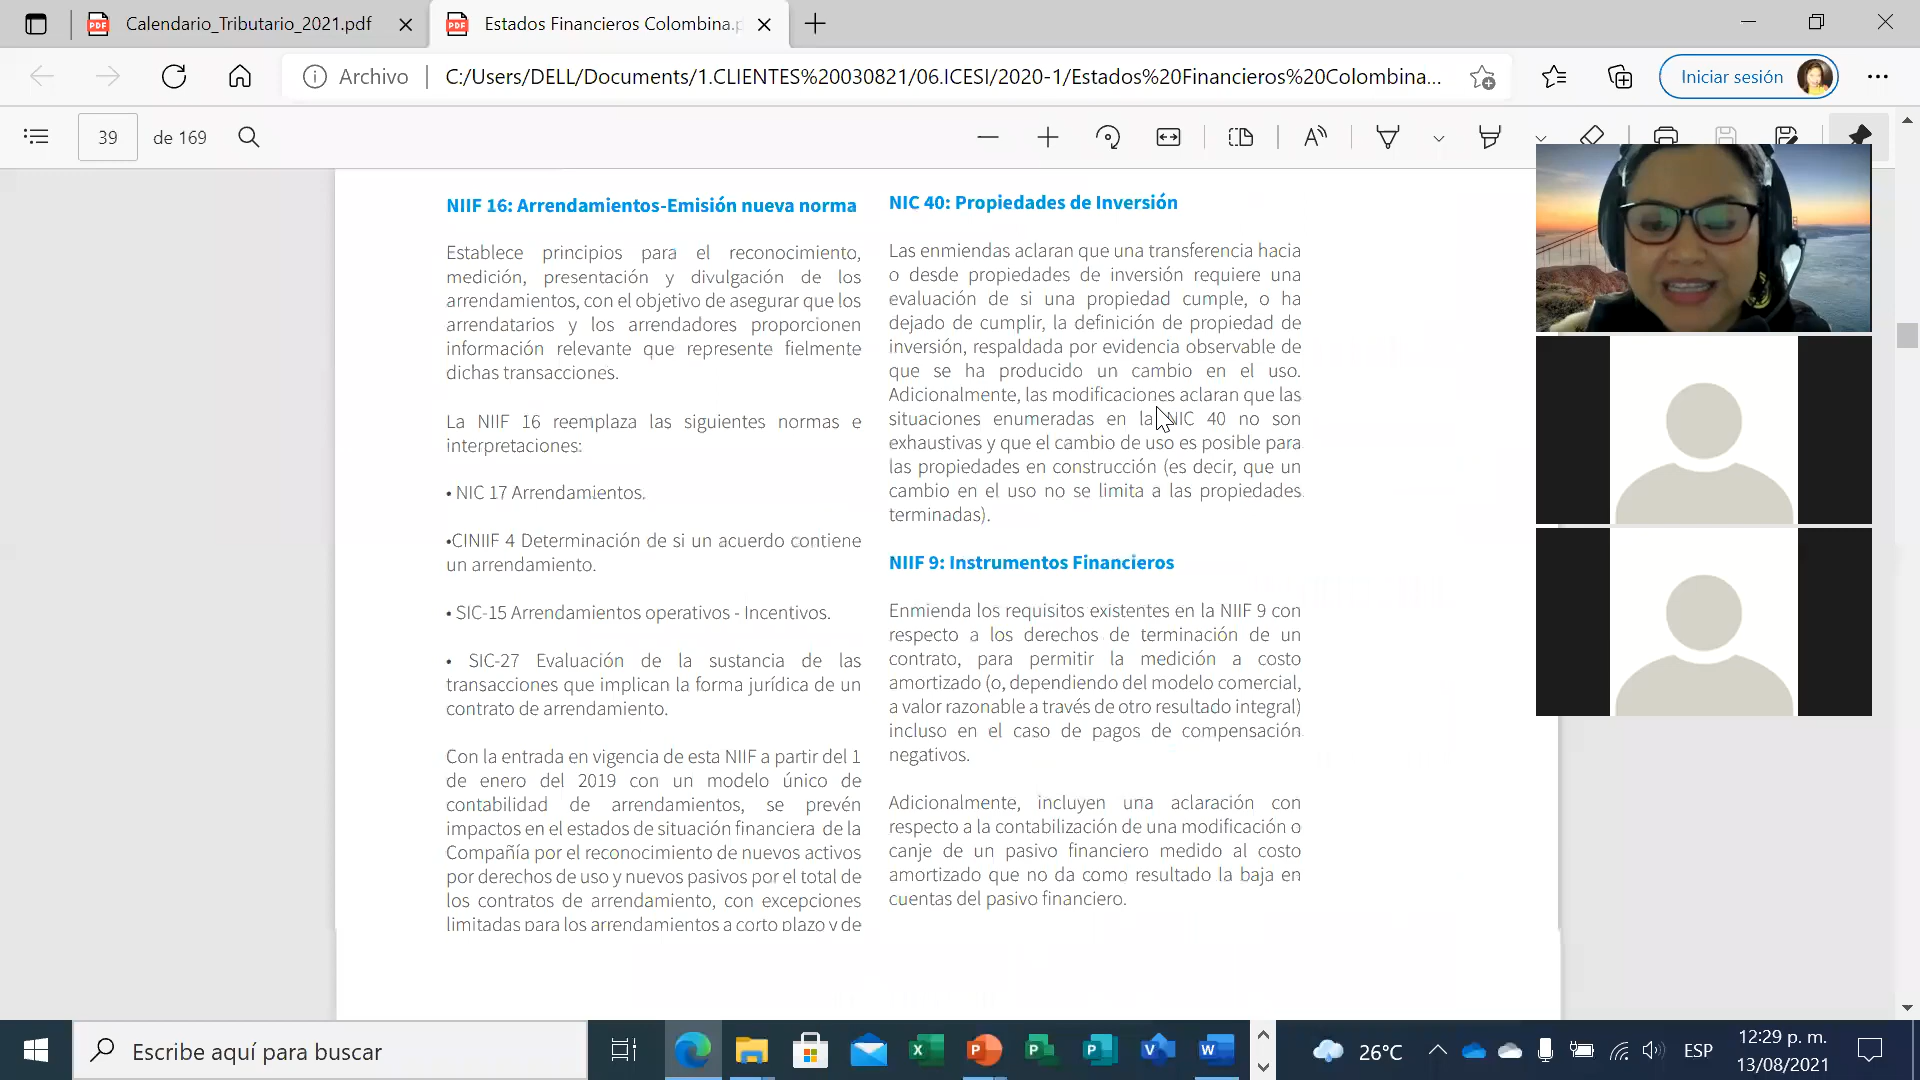 Calendario_Tributario_2021.pdf
Estados Financieros Colombina.p
Archivo
C:/Users/DELL/Documents/1.CLIENTES%20030821/06.ICESI/2020-1/Estados%20Financieros%20Colombina...
Iniciar sesión
39
de 169
NIIF 16: Arrendamientos-Emisión nueva norma
Establece principios para el reconocimiento,
medición, presentación y divulgación de los
arrendamientos, con el objetivo de asegurar que los
arrendatarios y los arrendadores proporcionen
información relevante que represente fielmente
dichas transacciones.
La NIIF 16 reemplaza las siguientes normas e
interpretaciones:
• NIC 17 Arrendamientos.
•CINIIF 4 Determinación de si un acuerdo contiene
un arrendamiento.
• SIC-15 Arrendamientos operativos - Incentivos.
• SIC-27 Evaluación de la sustancia de las
transacciones que implican la forma jurídica de un
contrato de arrendamiento.
Con la entrada en vigencia de esta NIIF a partir del 1
de enero del 2019 con un modelo único de
contabilidad de arrendamientos, se prevén
impactos en el estados de situación financiera de la
Compañía por el reconocimiento de nuevos activos
por derechos de uso y nuevos pasivos por el total de
los contratos de arrendamiento, con excepciones
limitadas para los arrendamientos a corto plazo y de
NIC 40: Propiedades de Inversión
Las enmiendas aclaran que una transferencia hacia
o desde propiedades de inversión requiere una
evaluación de si una propiedad cumple, o ha
dejado de cumplir, la definición de propiedad de
inversión, respaldada por evidencia observable de
que se ha producido un cambio en el uso.
Adicionalmente, las modificaciones aclaran que las
situaciones enumeradas en la NIC 40 no son
exhaustivas y que el cambio de uso es posible para
las propiedades en construcción (es decir, que un
cambio en el uso no se limita a las propiedades
terminadas).
NIIF 9: Instrumentos Financieros
Enmienda los requisitos existentes en la NIIF 9 con
respecto a los derechos de terminación de un
contrato, para permitir la medición a costo
amortizado (o, dependiendo del modelo comercial,
a valor razonable a través de otro resultado integral)
incluso en el caso de pagos de compensación
negativos.
Adicionalmente, incluyen una aclaración con
respecto a la contabilización de una modificación o
canje de un pasivo financiero medido al costo
amortizado que no da como resultado la baja en
cuentas del pasivo financiero.
Escribe aquí para buscar
26°C
ESP
12:29 p. m.
13/08/2021